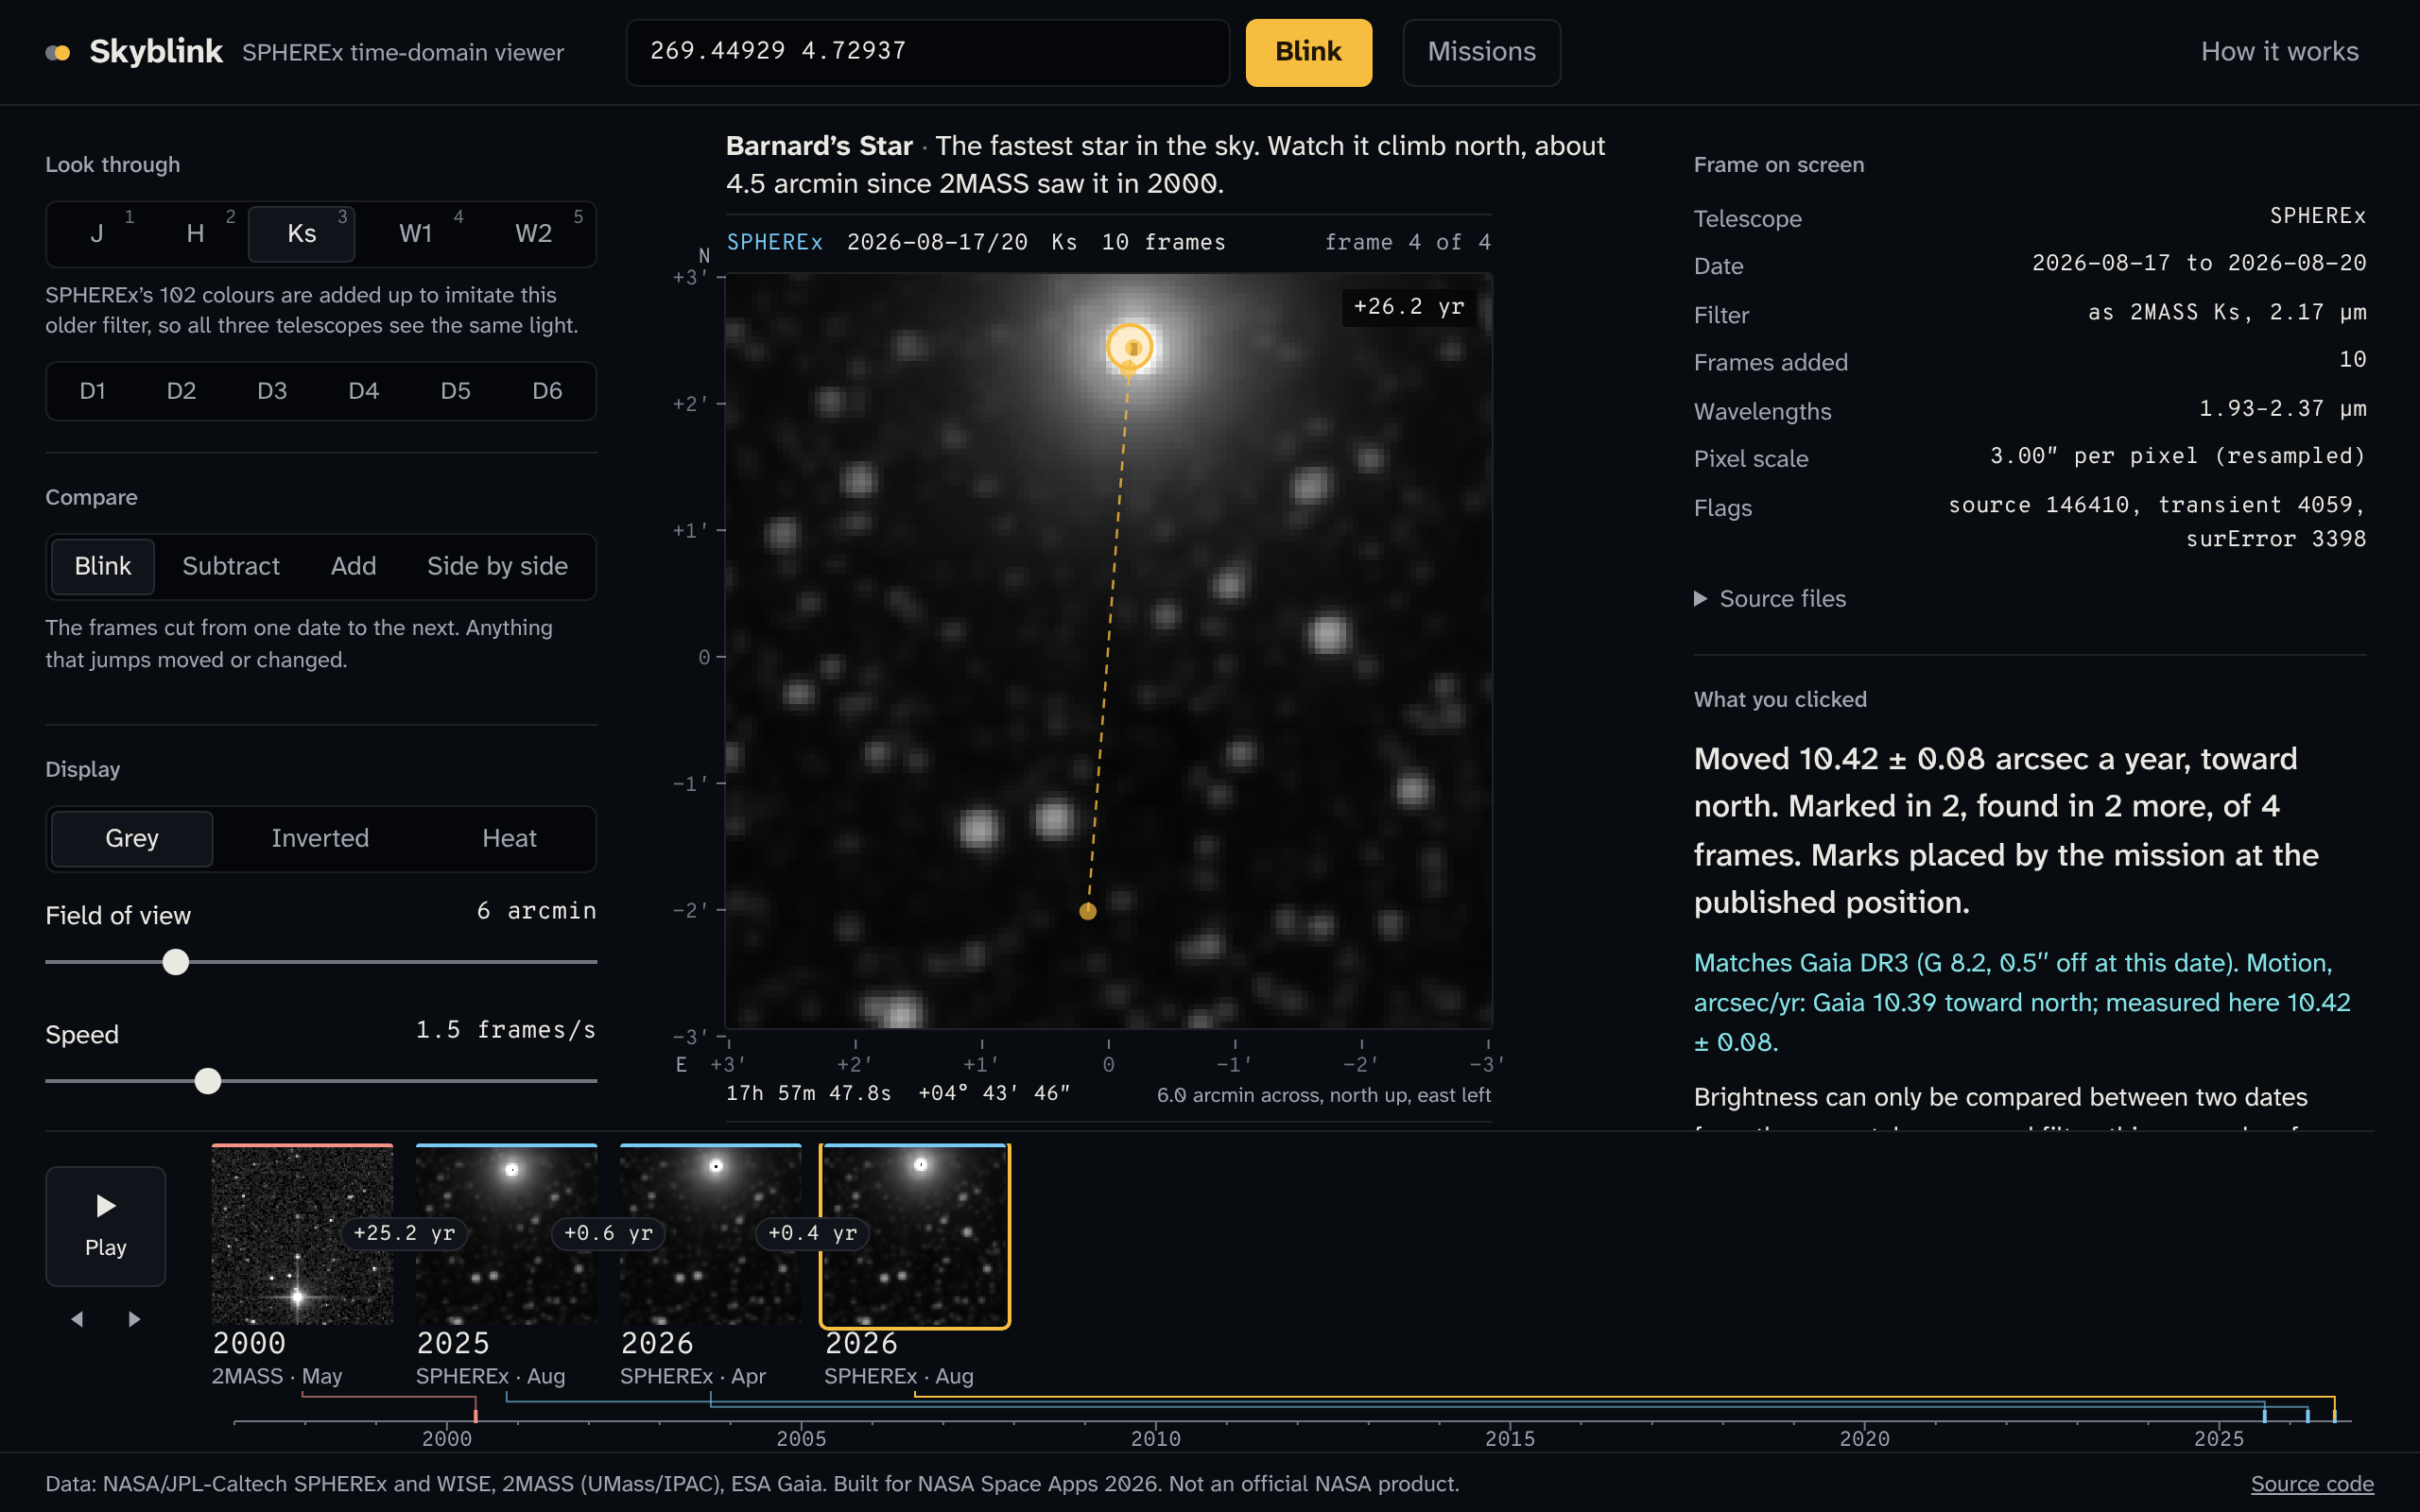 Skyblink SPHEREx time-domain viewer
269.44929 4.72937
Blink
Missions
How it works
Look through
J 1 H 2 Ks 3 W1 4 W2 5
SPHEREx’s 102 colours are added up to imitate this
older filter, so all three telescopes see the same light.
D1 D2 D3 D4 D5 D6
Compare
Blink Subtract Add Side by side
The frames cut from one date to the next. Anything
that jumps moved or changed.
Display
Grey Inverted Heat
Field of view 6 arcmin
Speed 1.5 frames/s
Barnard’s Star · The fastest star in the sky. Watch it climb north, about
4.5 arcmin since 2MASS saw it in 2000.
SPHEREx 2026-08-17/20 Ks 10 frames frame 4 of 4
N
+3′
+2′
+1′
0
−1′
−2′
−3′
+26.2 yr
E +3′ +2′ +1′ 0 −1′ −2′ −3′
17h 57m 47.8s +04° 43′ 46″ 6.0 arcmin across, north up, east left
Frame on screen
Telescope SPHEREx
Date 2026-08-17 to 2026-08-20
Filter as 2MASS Ks, 2.17 µm
Frames added 10
Wavelengths 1.93–2.37 µm
Pixel scale 3.00″ per pixel (resampled)
Flags source 146410, transient 4059,
surError 3398
Source files
What you clicked
Moved 10.42 ± 0.08 arcsec a year, toward
north. Marked in 2, found in 2 more, of 4
frames. Marks placed by the mission at the
published position.
Matches Gaia DR3 (G 8.2, 0.5″ off at this date). Motion,
arcsec/yr: Gaia 10.39 toward north; measured here 10.42
± 0.08.
Brightness can only be compared between two dates
Play
+25.2 yr +0.6 yr +0.4 yr
2000 2025 2026 2026
2MASS · May SPHEREx · Aug SPHEREx · Apr SPHEREx · Aug
2000 2005 2010 2015 2020 2025
Data: NASA/JPL-Caltech SPHEREx and WISE, 2MASS (UMass/IPAC), ESA Gaia. Built for NASA Space Apps 2026. Not an official NASA product.
Source code